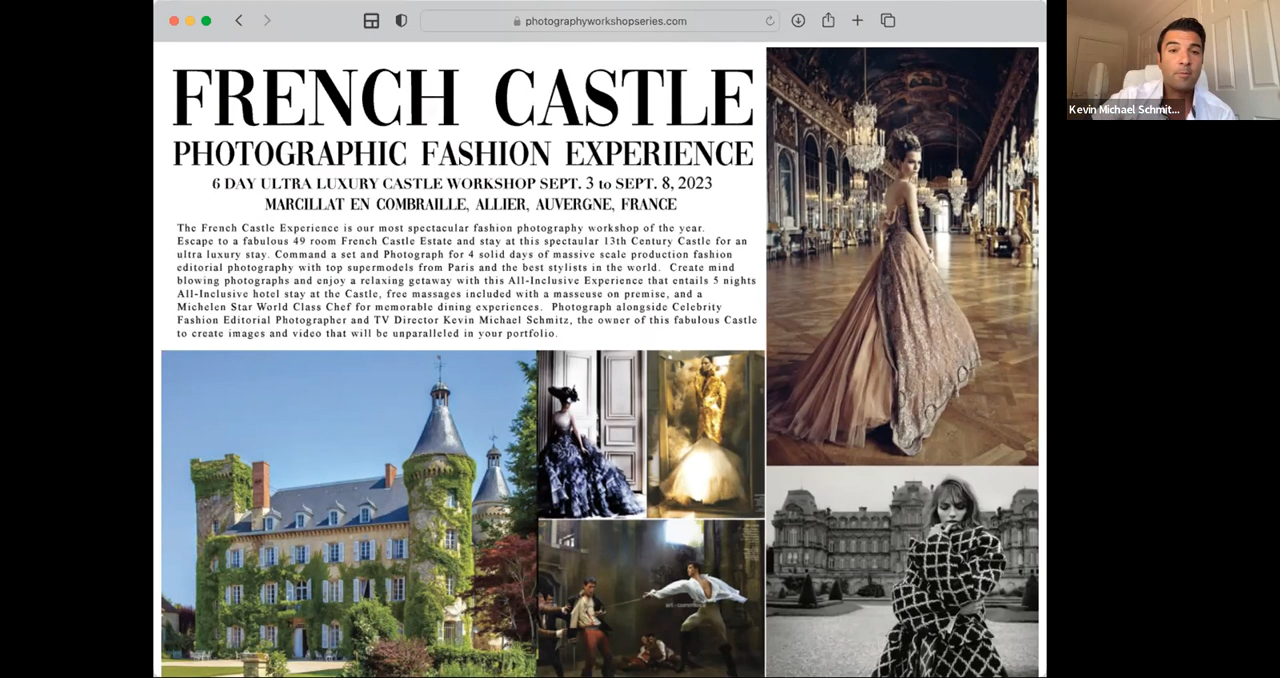 photographyworkshopseries.com
Kevin Michael Schmit...
FRENCH CASTLE
PHOTOGRAPHIC FASHION EXPERIENCE
6 DAY ULTRA LUXURY CASTLE WORKSHOP SEPT. 3 to SEPT. 8, 2023
MARCILLAT EN COMBRAILLE, ALLIER, AUVERGNE, FRANCE
The French Castle Experience is our most spectacular fashion photography workshop of the year.
Escape to a fabulous 49 room French Castle Estate and stay at this spectaular 13th Century Castle for an
ultra luxury stay. Command a set and Photograph for 4 solid days of massive scale production fashion
editorial photography with top supermodels from Paris and the best stylists in the world. Create mind
blowing photographs and enjoy a relaxing getaway with this All-Inclusive Experience that entails 5 nights
All-Inclusive hotel stay at the Castle, free massages included with a masseuse on premise, and a
Michelen Star World Class Chef for memorable dining experiences. Photograph alongside Celebrity
Fashion Editorial Photographer and TV Director Kevin Michael Schmitz, the owner of this fabulous Castle
to create images and video that will be unparalleled in your portfolio.